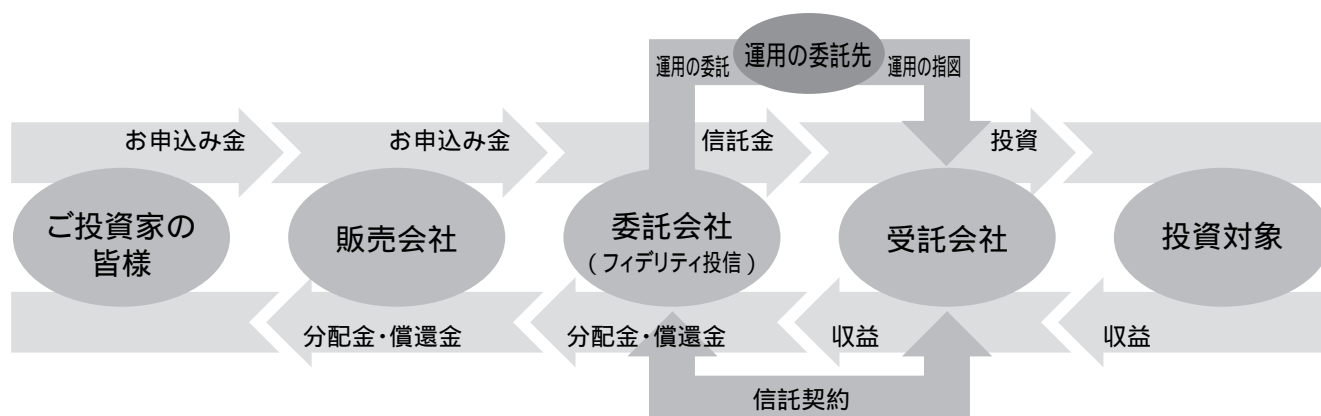 運用の委託
運用の委託先
運用の指図
お申込み金
お申込み金
信託金
投資
ご投資家の
皆様
販売会社
委託会社
(フィデリティ投信)
受託会社
投資対象
分配金・償還金
分配金・償還金
収益
収益
信託契約